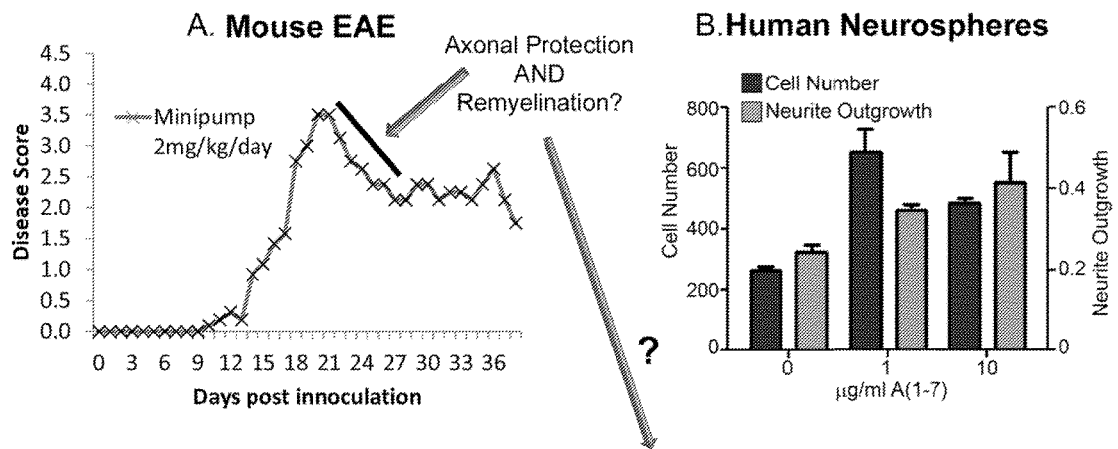 A. Mouse EAE
4.5
4.0
3.5
3.0
2.5
2.0
1.5
1.0
0.5
0.0
Disease Score
Minipump
2mg/kg/day
0 3 6 9 12 15 18 21 24 27 30 33 36
Days post innoculation
Axonal Protection
AND
Remyelination?
?
B. Human Neurospheres
Cell Number
Neurite Outgrowth
800
600
400
200
0
Cell Number
0.6
0.4
0.2
0
Neurite Outgrowth
0 1 10
μg/ml A(1-7)